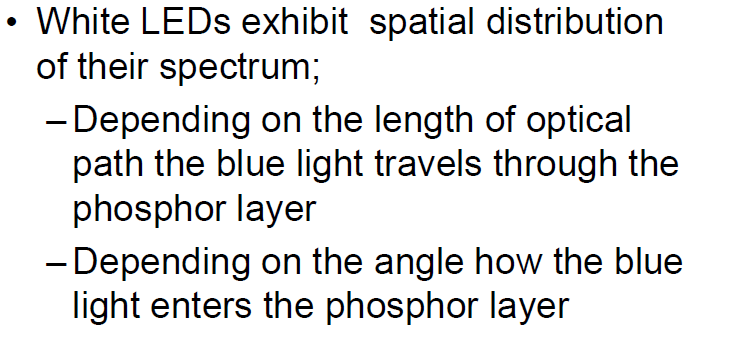 • White LEDs exhibit  spatial distribution
of their spectrum;
– Depending on the length of optical
path the blue light travels through the
phosphor layer
– Depending on the angle how the blue
light enters the phosphor layer